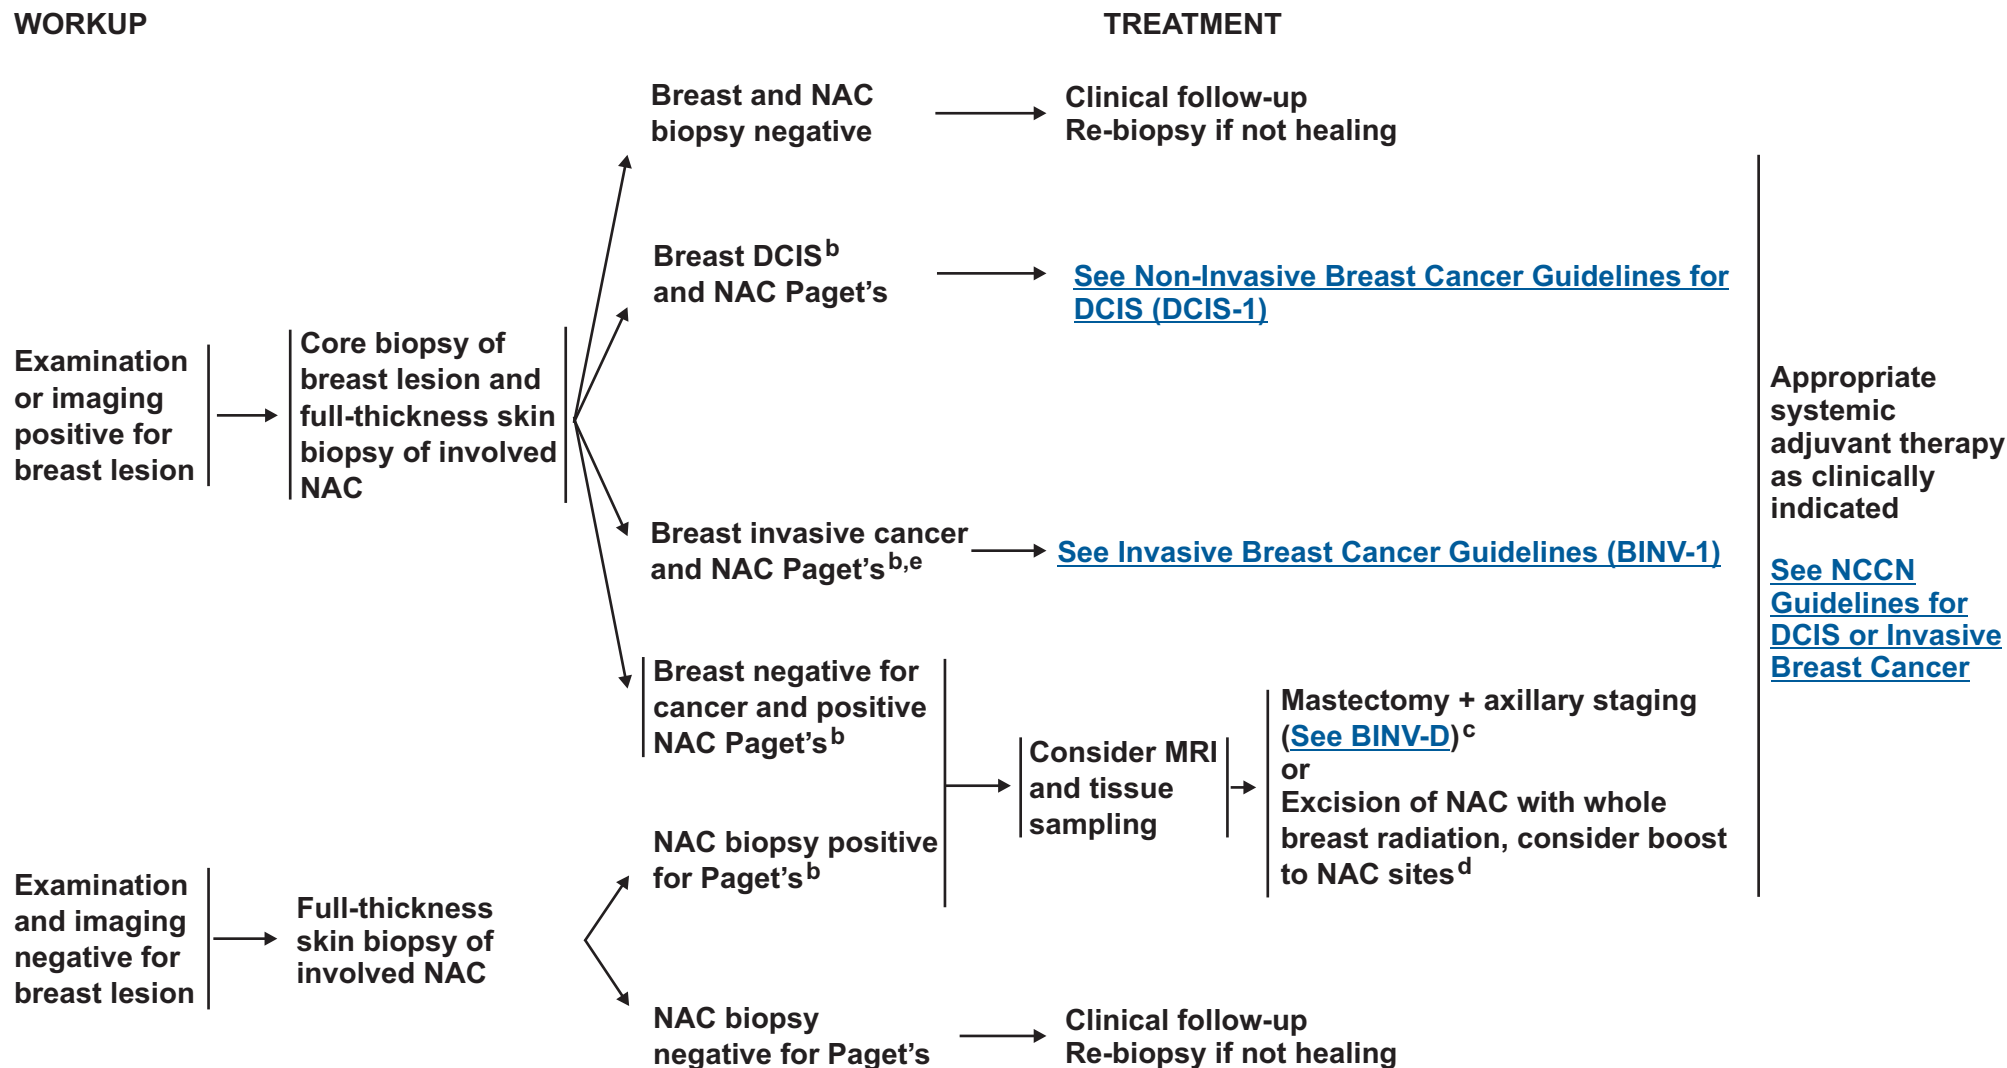 WORKUP
TREATMENT
Breast and NAC
biopsy negative
Clinical follow-up
Re-biopsy if not healing
Breast DCIS b
and NAC Paget's
See Non-Invasive Breast Cancer Guidelines for
DCIS (DCIS-1)
Examination
or imaging
positive for
breast lesion
Core biopsy of
breast lesion and
full-thickness skin
biopsy of involved
NAC
Breast invasive cancer
and NAC Paget's b,e
See Invasive Breast Cancer Guidelines (BINV-1)
Breast negative for
cancer and positive
NAC Paget's b
Examination
and imaging
negative for
breast lesion
Full-thickness
skin biopsy of
involved NAC
NAC biopsy positive
for Paget's b
Consider MRI
and tissue
sampling
Mastectomy + axillary staging
(See BINV-D) c
or
Excision of NAC with whole
breast radiation, consider boost
to NAC sites d
NAC biopsy
negative for Paget's
Clinical follow-up
Re-biopsy if not healing
Appropriate
systemic
adjuvant therapy
as clinically
indicated
See NCCN
Guidelines for
DCIS or Invasive
Breast Cancer